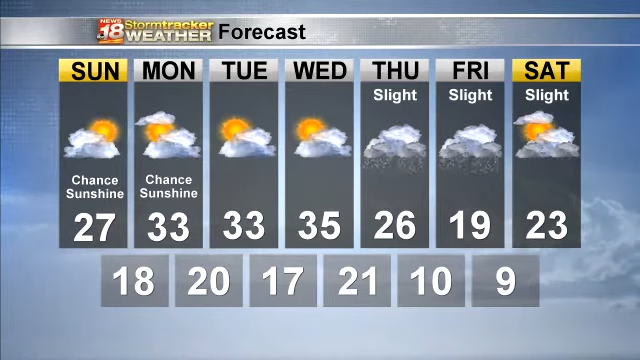 NEWS
18
Stormtracker
WEATHER
Forecast
SUN MON TUE WED THU FRI SAT
Slight Slight Slight
Chance Chance
Sunshine Sunshine
27 33 33 35 26 19 23
18 20 17 21 10 9